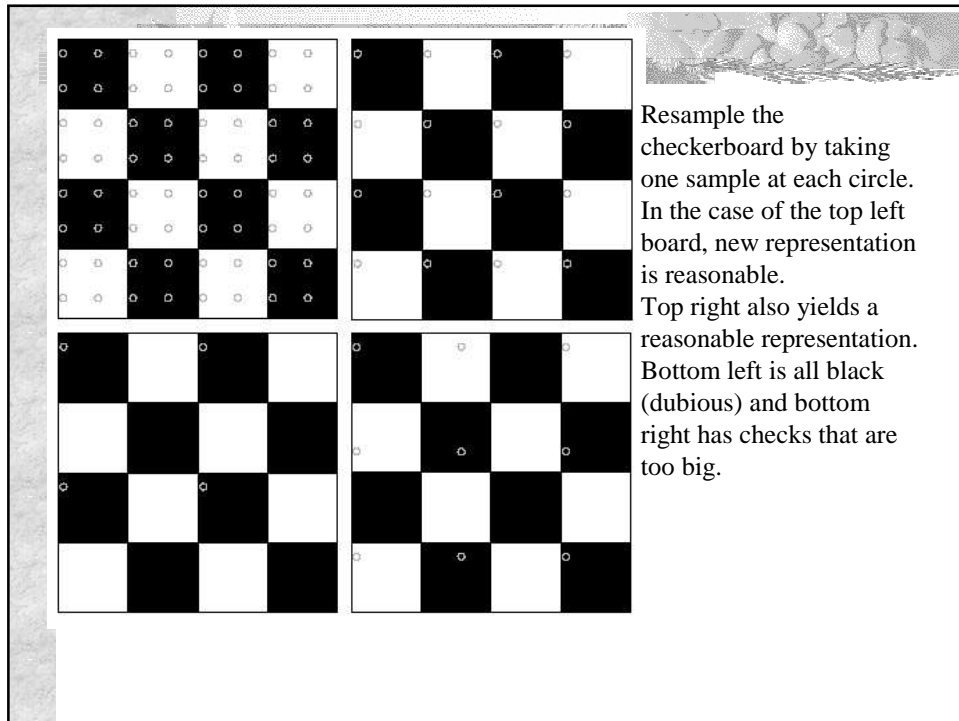 Resample the
checkerboard by taking
one sample at each circle.
In the case of the top left
board, new representation
is reasonable.
Top right also yields a
reasonable representation.
Bottom left is all black
(dubious) and bottom
right has checks that are
too big.